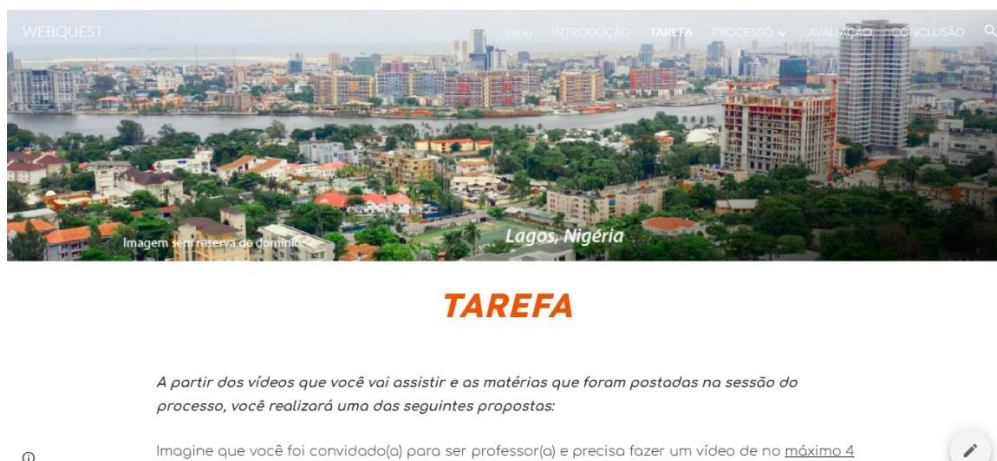 WEBQUEST
Início INTRODUÇÃO TAREFA PROCESSO AVALIAÇÃO CONCLUSÃO
Imagem sem reserva de domínio
Lagos, Nigéria
TAREFA
A partir dos vídeos que você vai assistir e as matérias que foram postadas na sessão do
processo, você realizará uma das seguintes propostas:
Imagine que você foi convidado(a) para ser professor(a) e precisa fazer um vídeo de no máximo 4